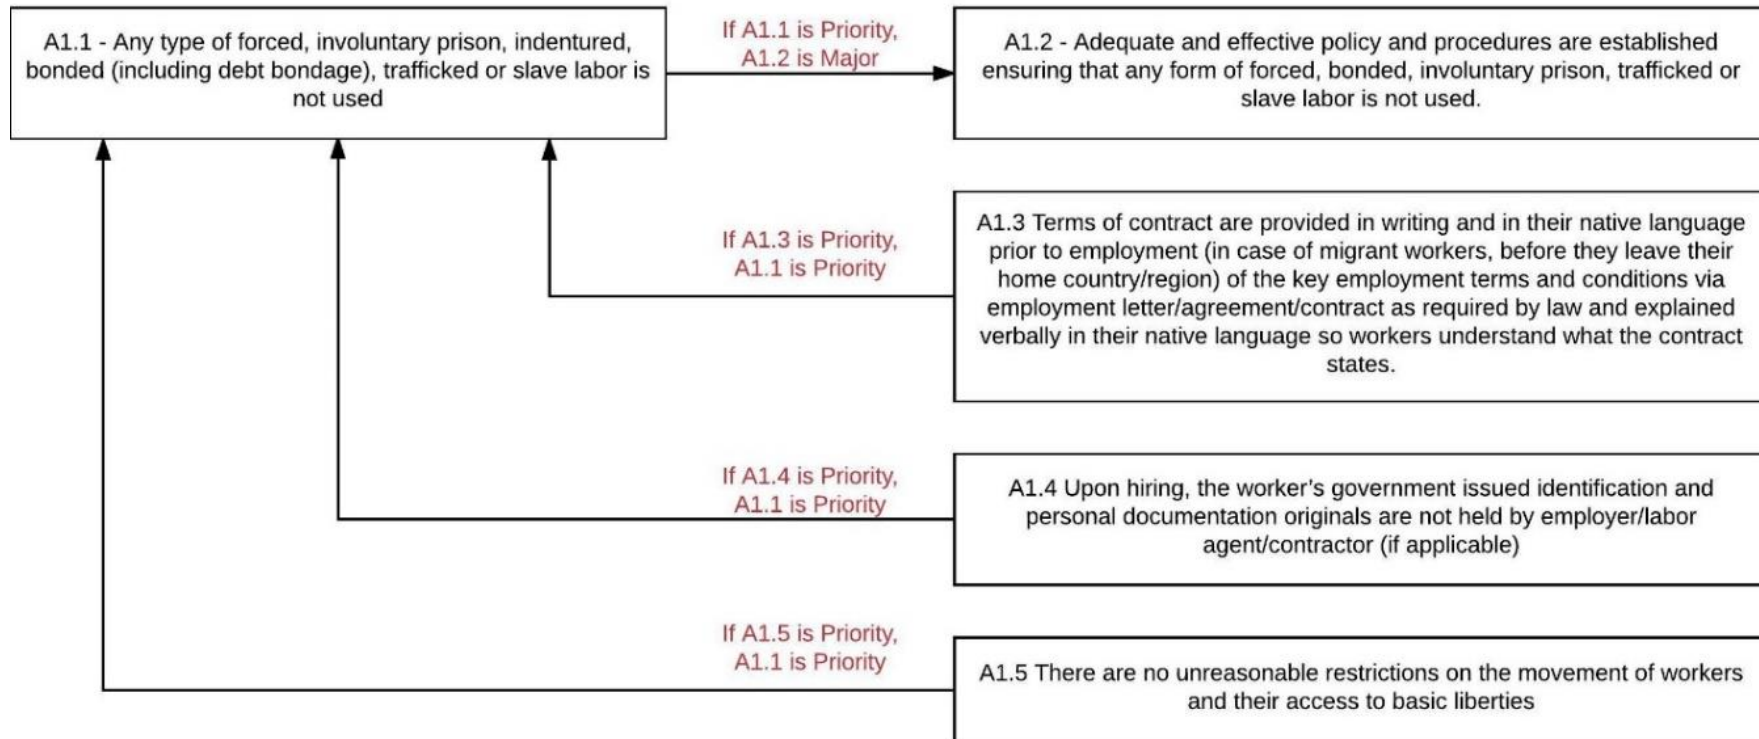 A1.1 - Any type of forced, involuntary prison, indentured,
bonded (including debt bondage), trafficked or slave labor is
not used
If A1.1 is Priority,
A1.2 is Major
A1.2 - Adequate and effective policy and procedures are established
ensuring that any form of forced, bonded, involuntary prison, trafficked or
slave labor is not used.
If A1.3 is Priority,
A1.1 is Priority
A1.3 Terms of contract are provided in writing and in their native language
prior to employment (in case of migrant workers, before they leave their
home country/region) of the key employment terms and conditions via
employment letter/agreement/contract as required by law and explained
verbally in their native language so workers understand what the contract
states.
If A1.4 is Priority,
A1.1 is Priority
A1.4 Upon hiring, the worker's government issued identification and
personal documentation originals are not held by employer/labor
agent/contractor (if applicable)
If A1.5 is Priority,
A1.1 is Priority
A1.5 There are no unreasonable restrictions on the movement of workers
and their access to basic liberties